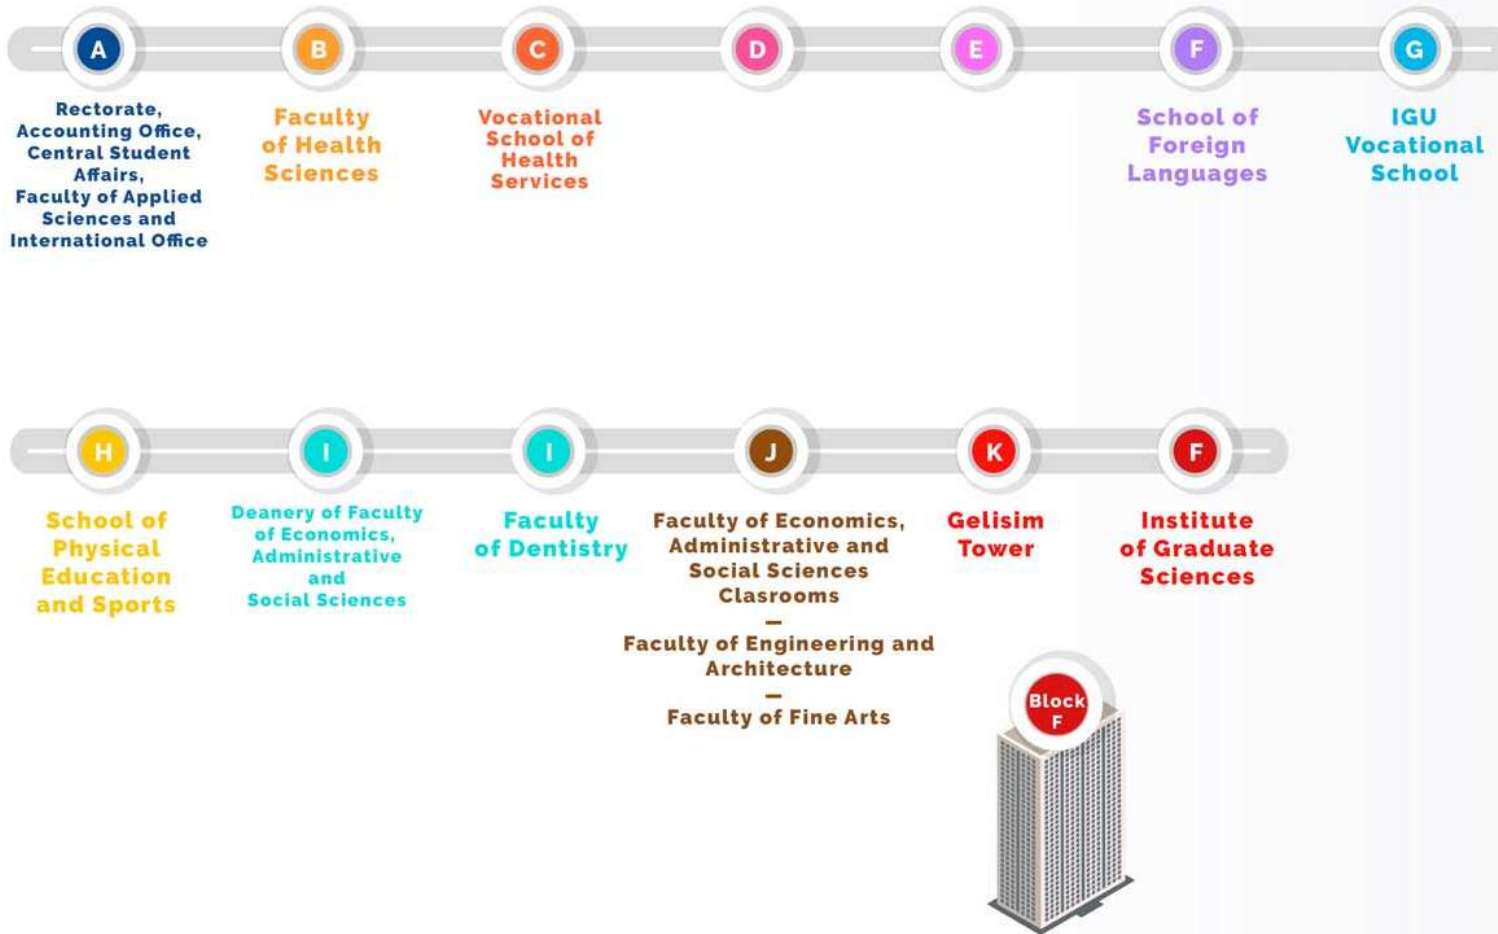 A
B
C
D
E
F
G
Rectorate,
Accounting Office,
Central Student
Affairs,
Faculty of Applied
Sciences and
International Office
Faculty
of Health
Sciences
Vocational
School of
Health
Services
School of
Foreign
Languages
IGU
Vocational
School
H
I
I
J
K
F
School of
Physical
Education
and Sports
Deanery of Faculty
of Economics,
Administrative
and
Social Sciences
Faculty
of Dentistry
Faculty of Economics,
Administrative and
Social Sciences
Clasrooms
—
Faculty of Engineering and
Architecture
—
Faculty of Fine Arts
Gelisim
Tower
Institute
of Graduate
Sciences
Block
F